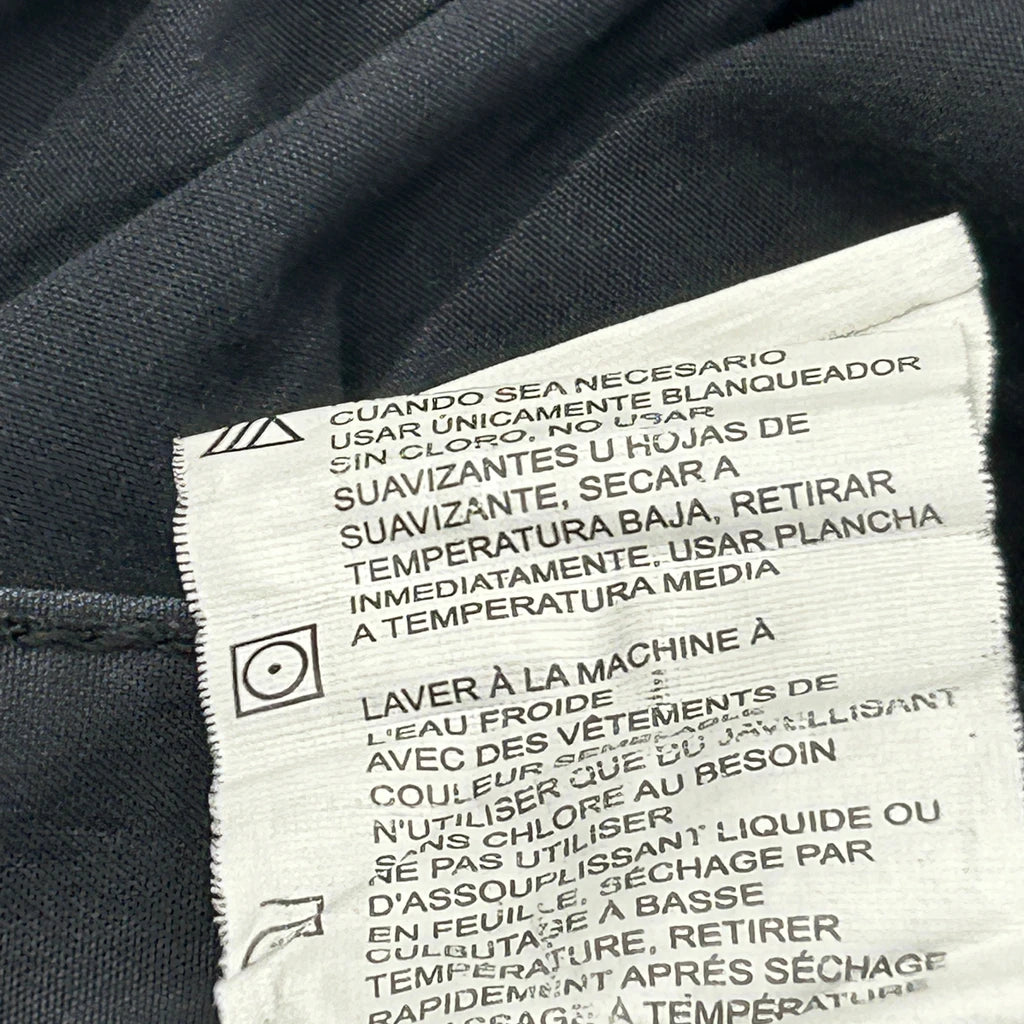 CUANDO SEA NECESARIO
USAR ÚNICAMENTE BLANQUEADOR
SIN CLORO. NO USAR
SUAVIZANTES U HOJAS DE
SUAVIZANTE, SECAR A
TEMPERATURA BAJA, RETIRAR
INMEDIATAMENTE. USAR PLANCHA
A TEMPERATURA MEDIA
LAVER À LA MACHINE À
L'EAU FROIDE
AVEC DES VÊTEMENTS DE
COULEUR SEMBLABLE
N'UTILISER QUE DU JAVELLISANT
SANS CHLORE AU BESOIN
NE PAS UTILISER
D'ASSOUPLISSANT LIQUIDE OU
EN FEUILLE. SÉCHAGE PAR
CULBUTAGE À BASSE
TEMPÉRATURE, RETIRER
RAPIDEMENT APRÉS SÉCHAGE
À TEMPÉRATURE